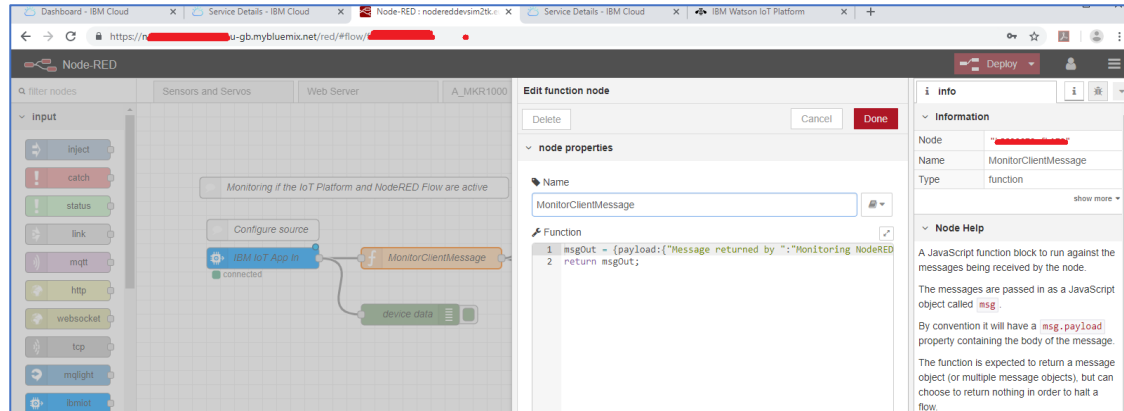 Dashboard - IBM Cloud
Service Details - IBM Cloud
Node-RED : nodereddevsim2tk.e
Service Details - IBM Cloud
IBM Watson IoT Platform
https://n u-gb.mybluemix.net/red/#flow/
Node-RED
Deploy
filter nodes
Sensors and Servos
Web Server
A_MKR1000
Edit function node
info
input
Delete
Cancel
Done
Information
inject
node properties
Node
catch
Monitoring if the IoT Platform and NodeRED Flow are active
Name
Name
MonitorClientMessage
status
MonitorClientMessage
Type
function
link
Configure source
show more
Function
mqtt
IBM IoT App In
MonitorClientMessage
1 msgOut = {payload:{"Message returned by ":"Monitoring NodeRED
Node Help
connected
2 return msgOut;
http
A JavaScript function block to run against the
messages being received by the node.
websocket
device data
The messages are passed in as a JavaScript
object called msg .
tcp
By convention it will have a msg.payload
property containing the body of the message.
mqlight
The function is expected to return a message
object (or multiple message objects), but can
ibmiot
choose to return nothing in order to halt a
flow.